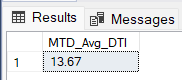 Results Messages
MTD_Avg_DTI
1 13.67